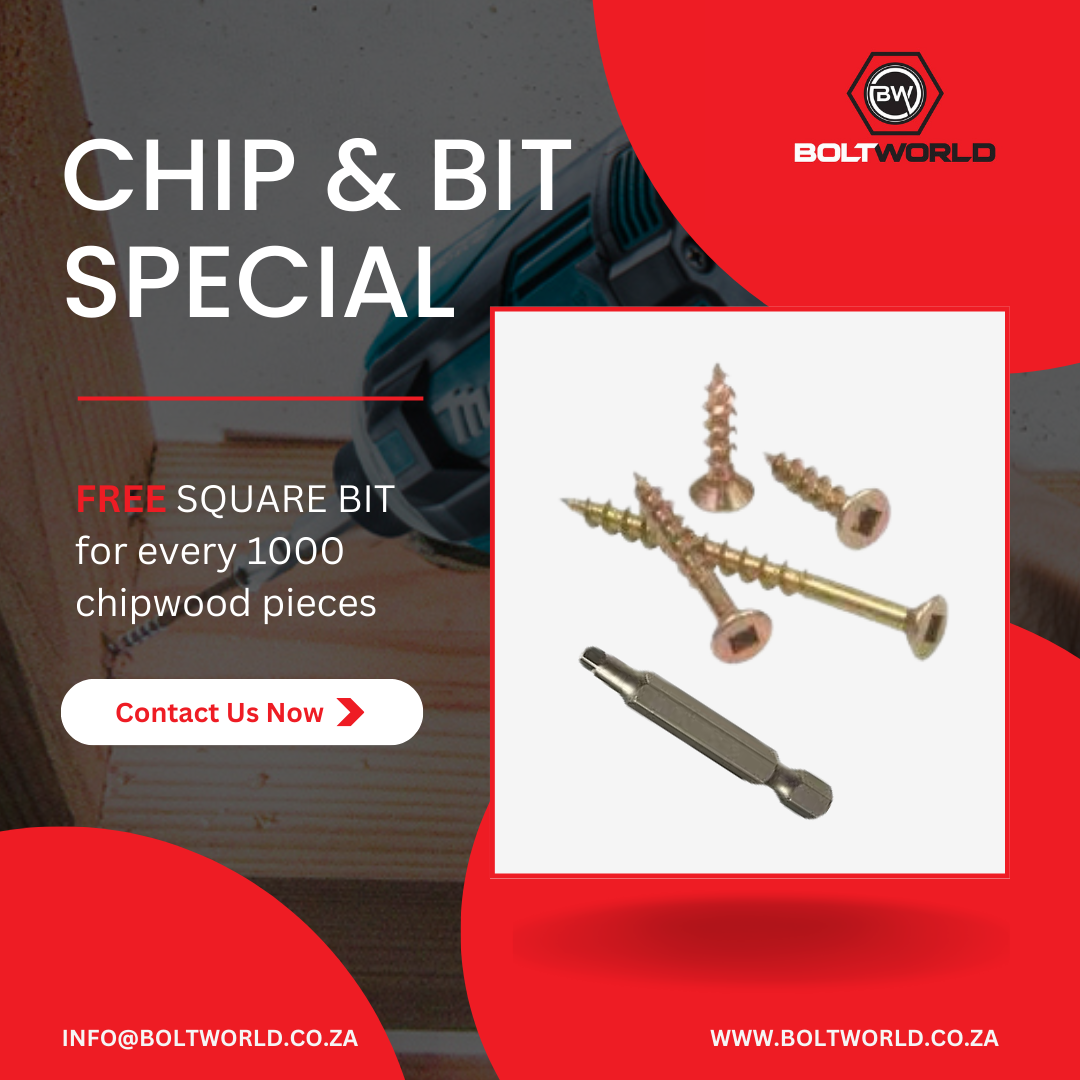 BW
BOLTWORLD
CHIP & BIT
SPECIAL
FREE SQUARE BIT
for every 1000
chipwood pieces
Contact Us Now
INFO@BOLTWORLD.CO.ZA
WWW.BOLTWORLD.CO.ZA